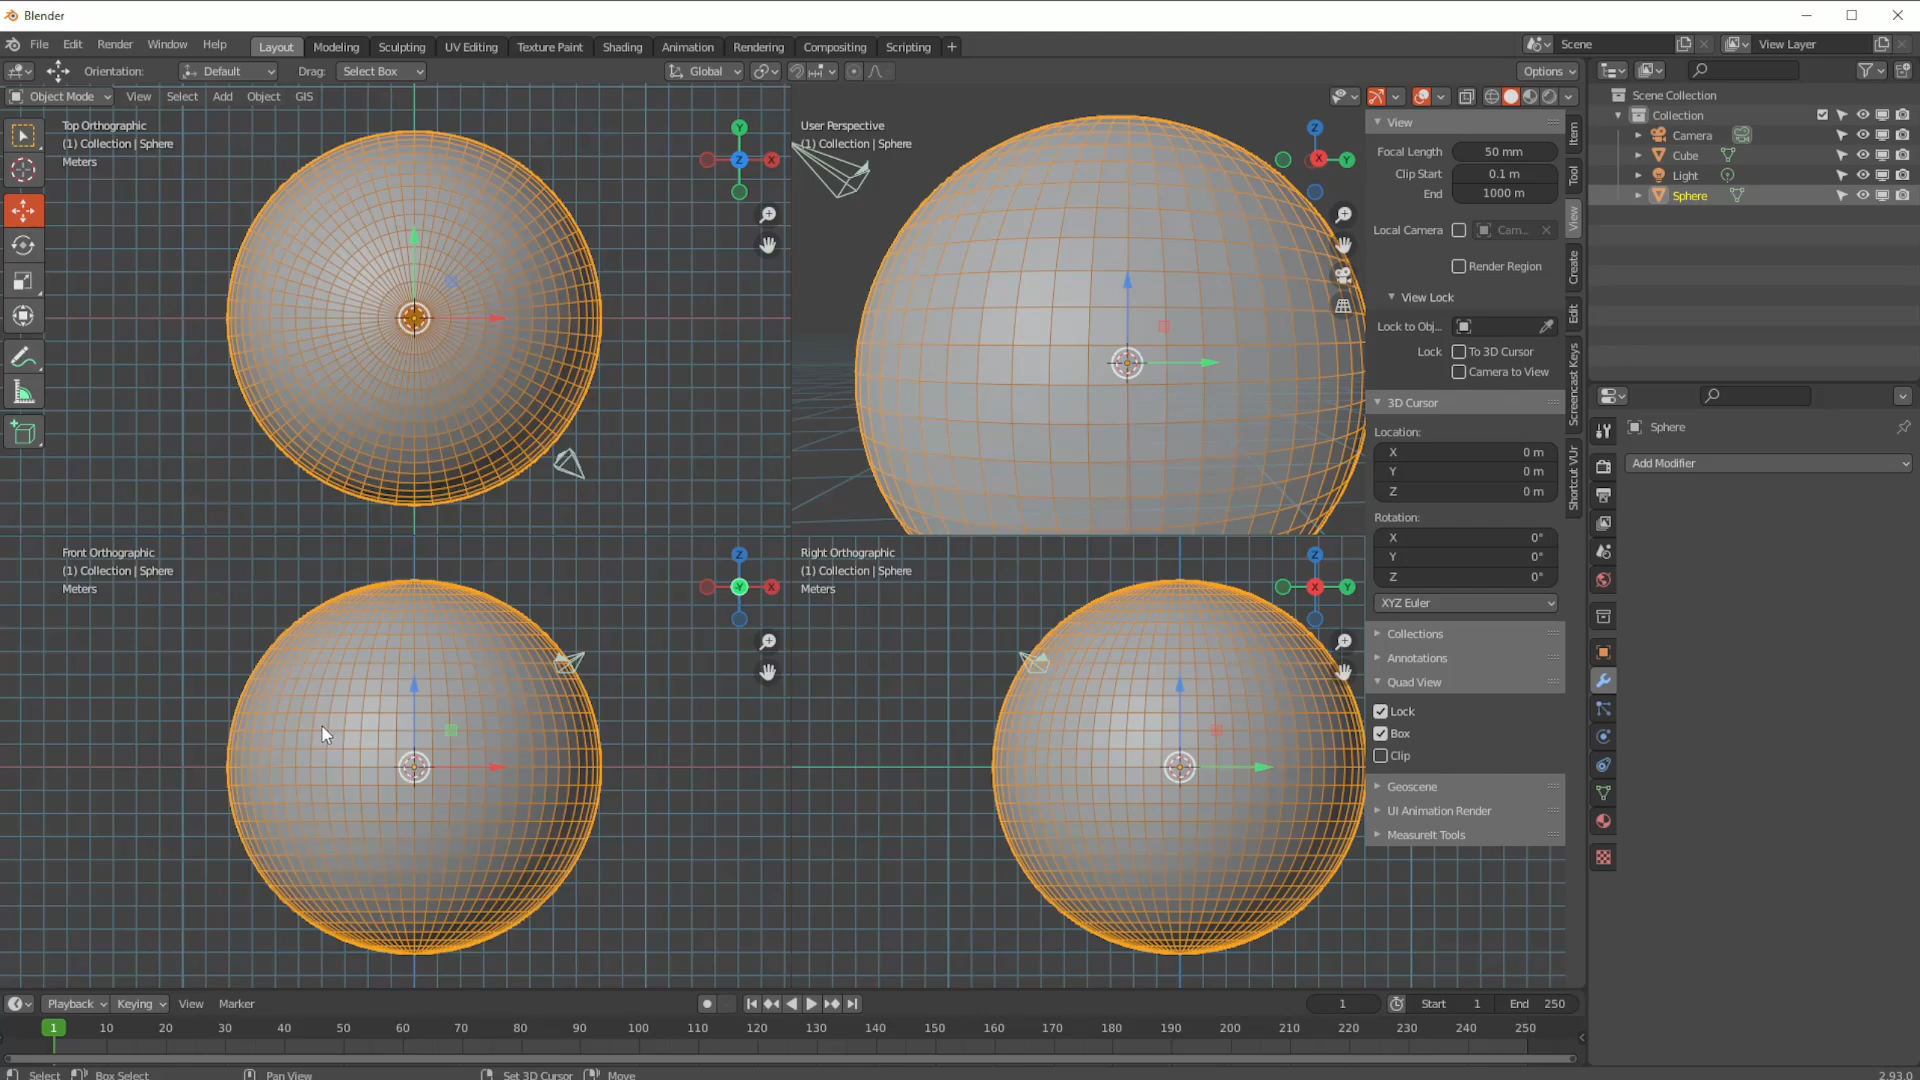 Blender
File Edit Render Window Help
Layout Modeling Sculpting UV Editing Texture Paint Shading Animation Rendering Compositing Scripting +
Scene
View Layer
Orientation: Default Drag: Select Box
Global
Options
Object Mode View Select Add Object GIS
Top Orthographic
(1) Collection | Sphere
Meters
Y
Z
X
User Perspective
(1) Collection | Sphere
Z
X
Y
Front Orthographic
(1) Collection | Sphere
Meters
Z
Y
X
Right Orthographic
(1) Collection | Sphere
Meters
Z
X
Y
View
Focal Length 50 mm
Clip Start 0.1 m
End 1000 m
Local Camera Cam...
Render Region
View Lock
Lock to Obj...
Lock To 3D Cursor
Camera to View
3D Cursor
Location:
X 0 m
Y 0 m
Z 0 m
Rotation:
X 0°
Y 0°
Z 0°
XYZ Euler
Collections
Annotations
Quad View
Lock
Box
Clip
Geoscene
UI Animation Render
MeasureIt Tools
Item
Tool
View
Create
Edit
Screencast Keys
Shortcut VUr
Scene Collection
Collection
Camera
Cube
Light
Sphere
Sphere
Add Modifier
Playback Keying View Marker
1 Start 1 End 250
1 10 20 30 40 50 60 70 80 90 100 110 120 130 140 150 160 170 180 190 200 210 220 230 240 250
Select Box Select Pan View Set 3D Cursor Move 2.93.0